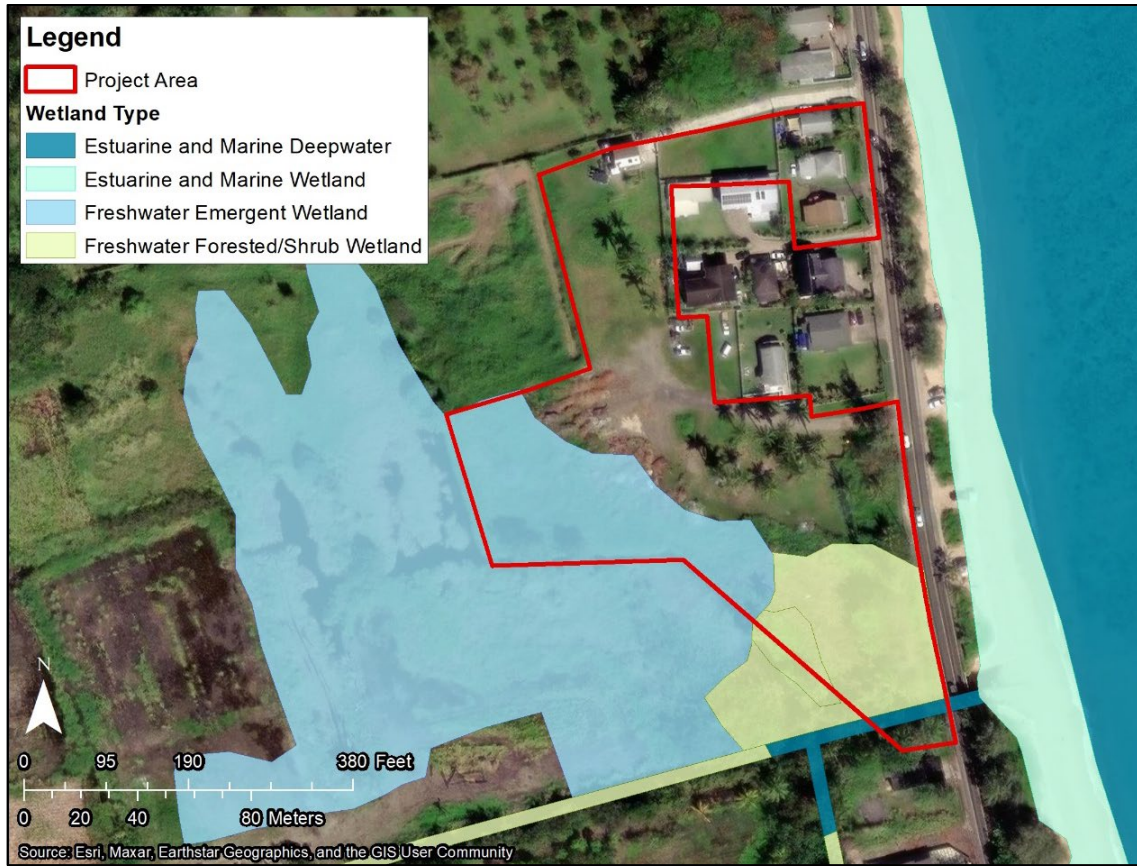 Legend
Project Area
Wetland Type
Estuarine and Marine Deepwater
Estuarine and Marine Wetland
Freshwater Emergent Wetland
Freshwater Forested/Shrub Wetland
N
0 95 190 380 Feet
0 20 40 80 Meters
Source: Esri, Maxar, Earthstar Geographics, and the GIS User Community